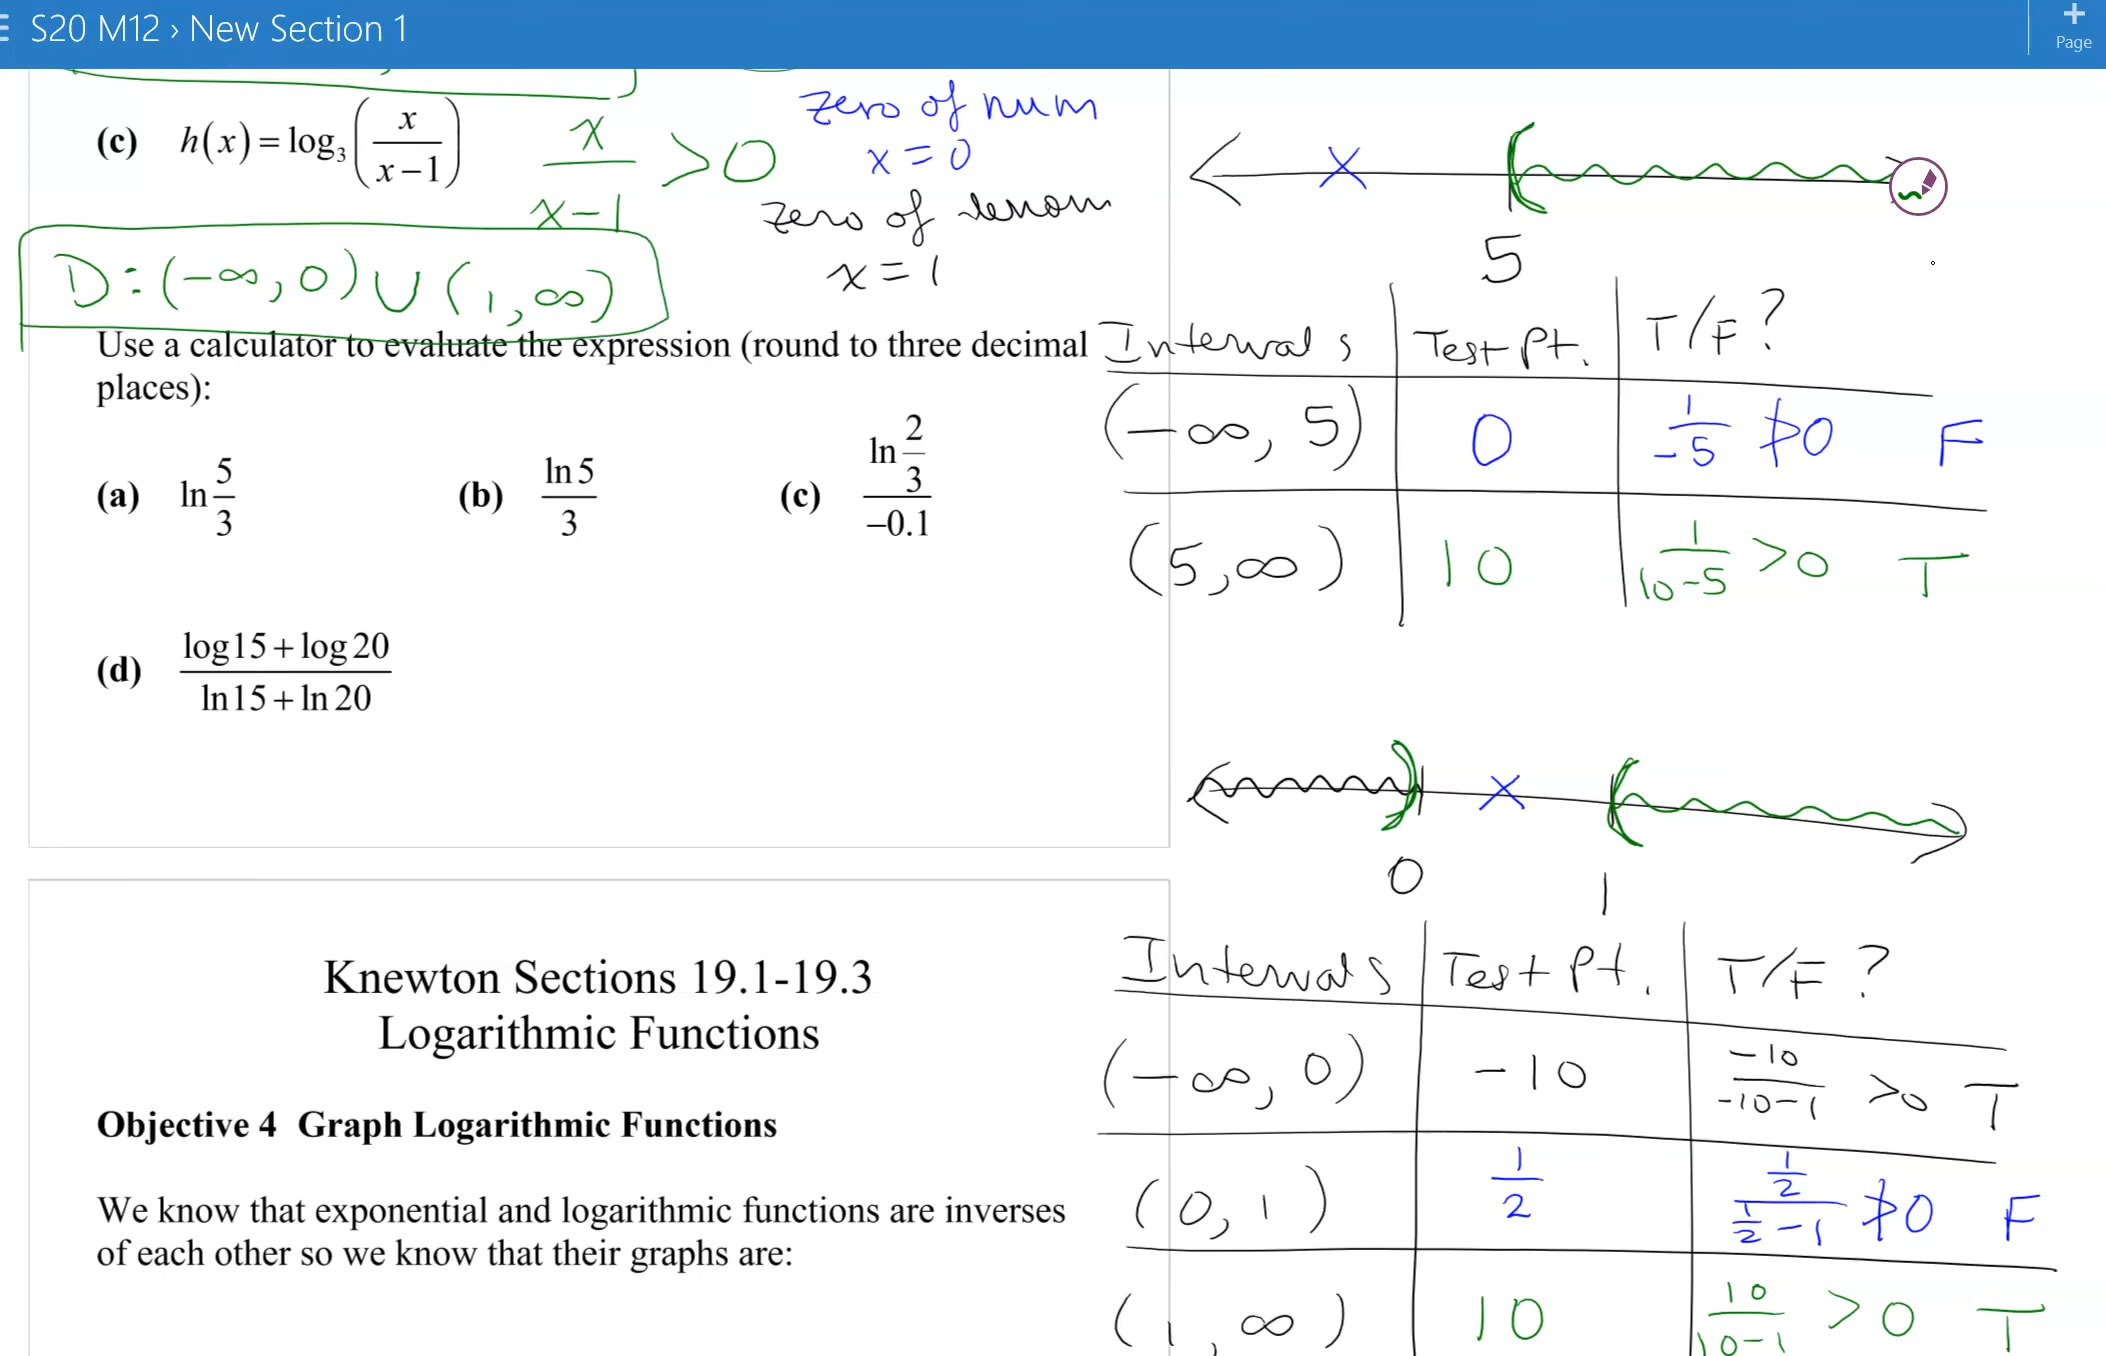 S20 M12 › New Section 1
+
Page
(c) h(x) = log₃(x/(x−1))
x/(x−1) > 0
zero of num
x = 0
zero of denom
x = 1
D: (−∞, 0) ∪ (1, ∞)
5
Use a calculator to evaluate the expression (round to three decimal
places):
(a) ln 5/3
(b) ln 5 / 3
(c) ln 2/3 / −0.1
(d) (log 15 + log 20) / (ln 15 + ln 20)
Intervals Test Pt. T/F?
(−∞, 5) 0 1/−5 ≯ 0 F
(5, ∞) 10 1/(10−5) > 0 T
0 1
Intervals Test Pt. T/F?
(−∞, 0) −10 −10/(−10−1) > 0 T
(0, 1) 1/2 (1/2)/(1/2 − 1) ≯ 0 F
(1, ∞) 10 10/(10−1) > 0 T
Knewton Sections 19.1-19.3
Logarithmic Functions
Objective 4 Graph Logarithmic Functions
We know that exponential and logarithmic functions are inverses
of each other so we know that their graphs are: